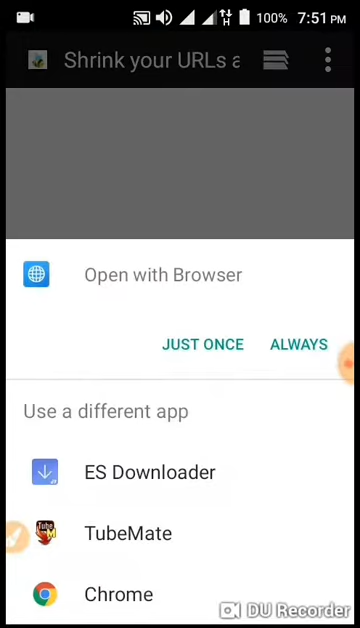 100% 7:51 PM
Shrink your URLs a
Open with Browser
JUST ONCE ALWAYS
Use a different app
ES Downloader
TubeMate
Chrome
DU Recorder